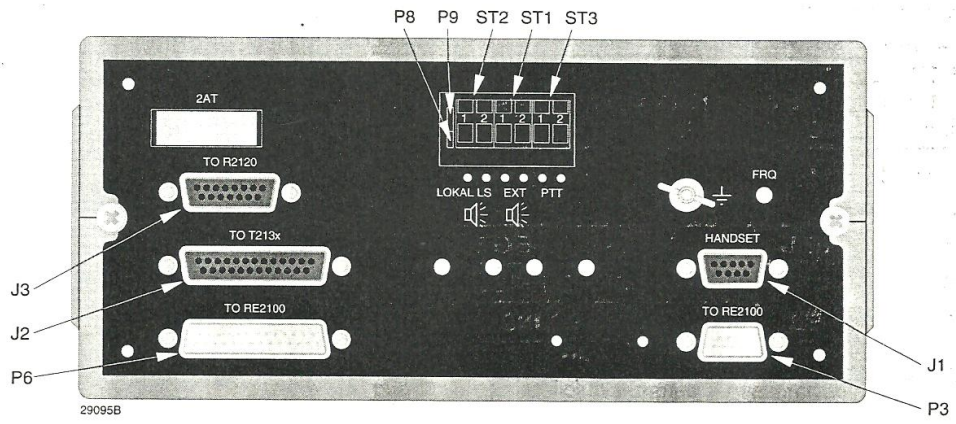 P8 P9 ST2 ST1 ST3
2AT
1 2 1 2 1 2
TO R2120
FRQ
LOKAL LS EXT PTT
TO T213x
HANDSET
J3
TO RE2100
TO RE2100
J2
J1
P6
P3
29095B